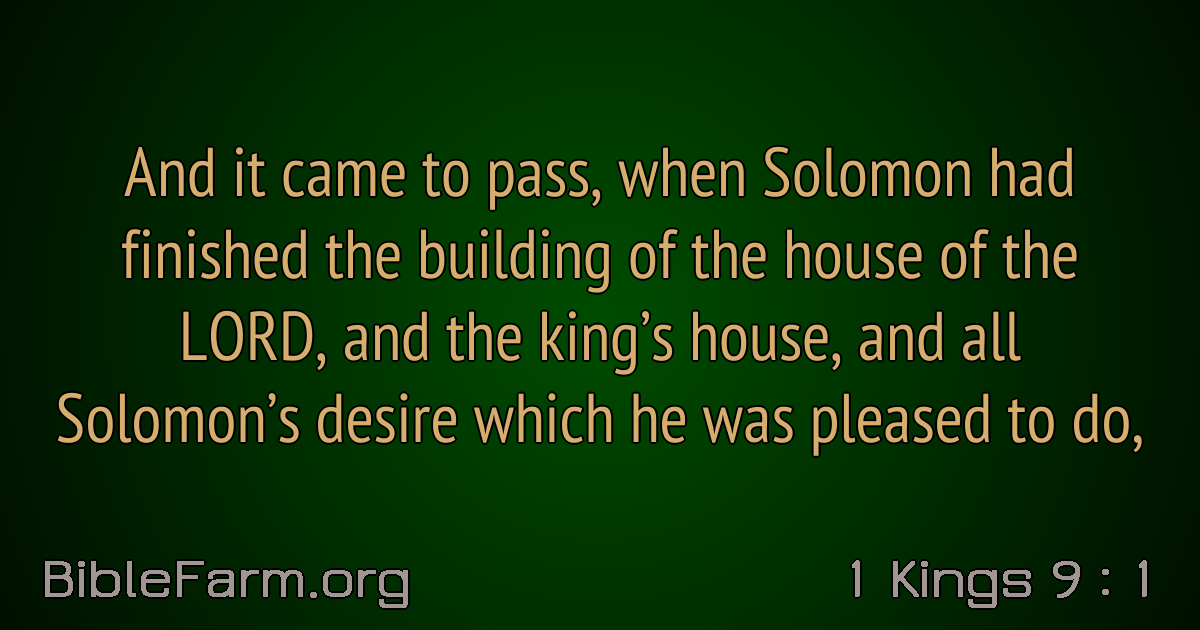 And it came to pass, when Solomon had
finished the building of the house of the
LORD, and the king’s house, and all
Solomon’s desire which he was pleased to do,
BibleFarm.org
1 Kings 9 : 1